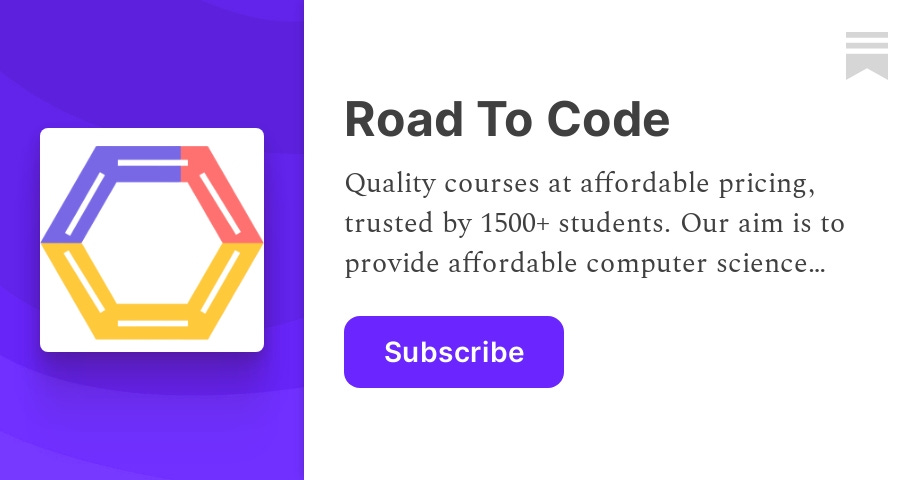 Road To Code
Quality courses at affordable pricing,
trusted by 1500+ students. Our aim is to
provide affordable computer science...
Subscribe